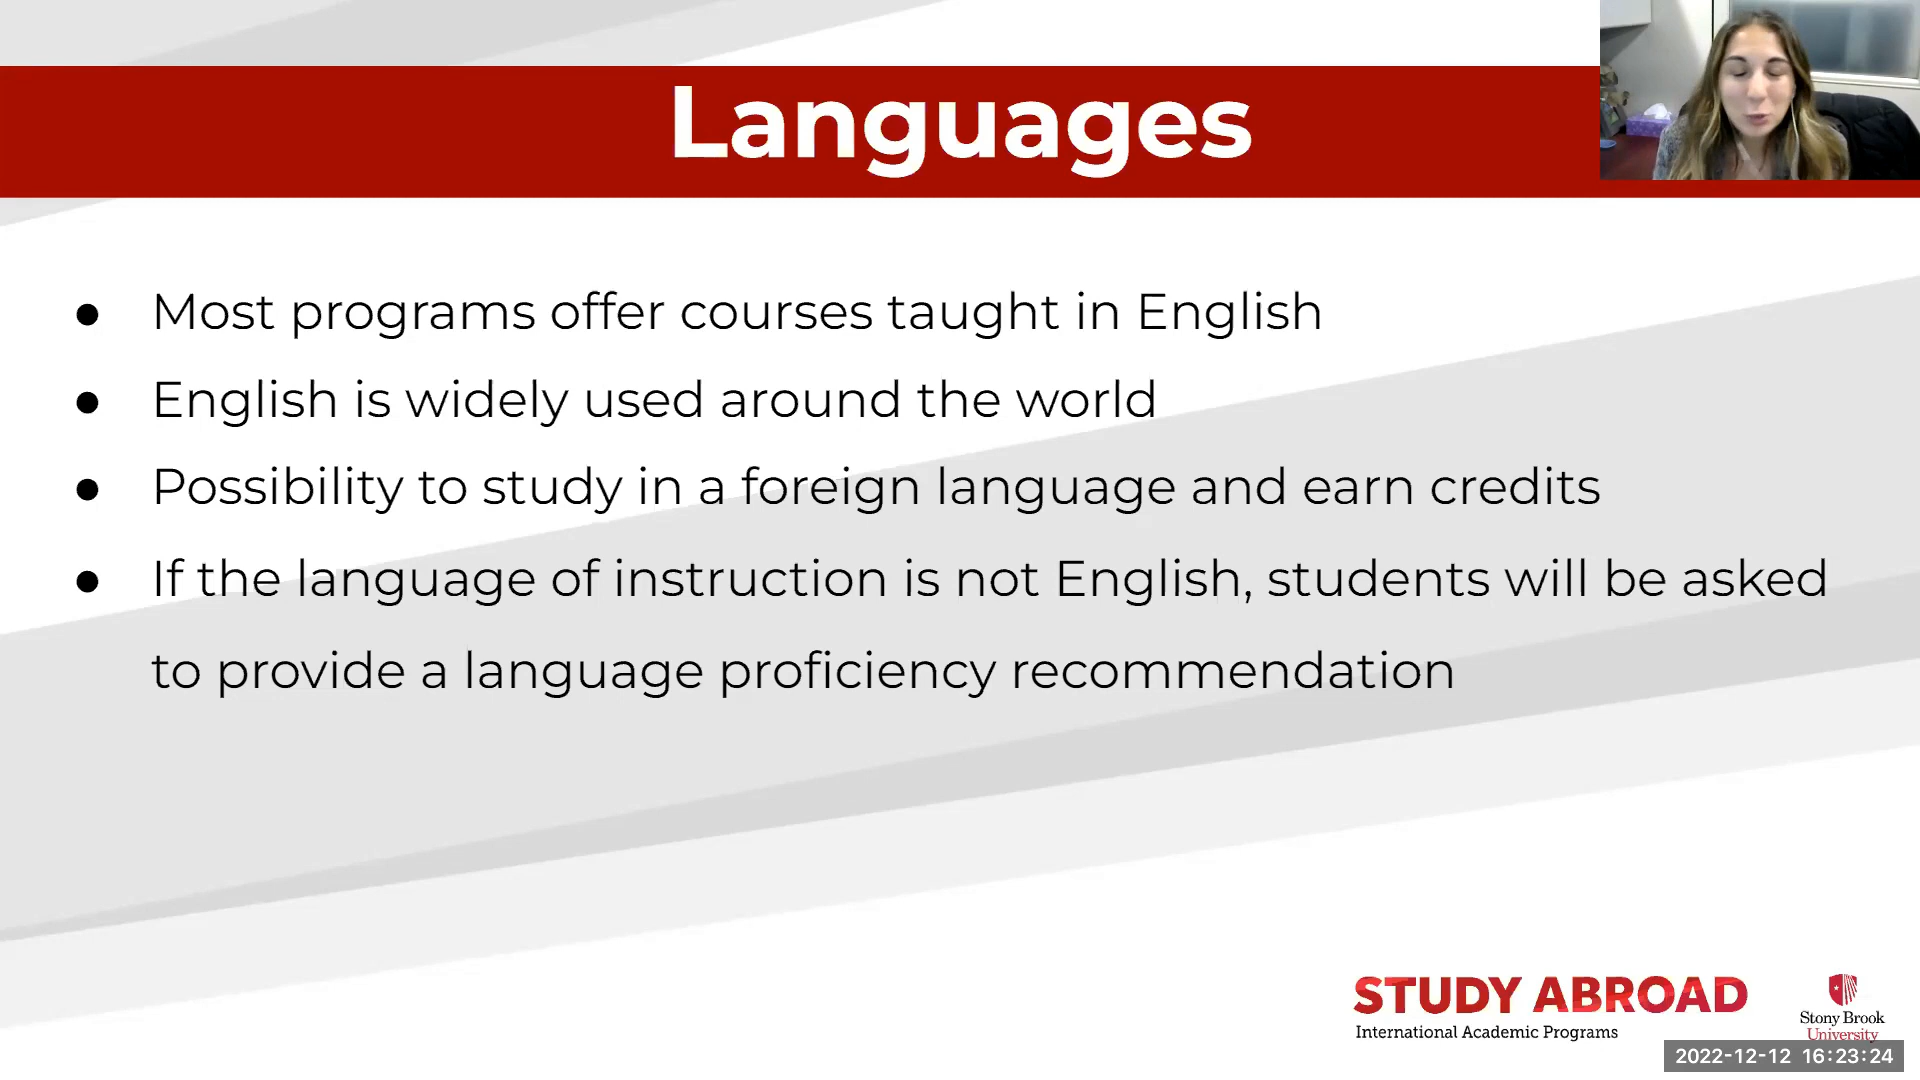 Languages
● Most programs offer courses taught in English
● English is widely used around the world
● Possibility to study in a foreign language and earn credits
● If the language of instruction is not English, students will be asked
to provide a language proficiency recommendation
STUDY ABROAD
International Academic Programs
Stony Brook
University
2022-12-12 16:23:24